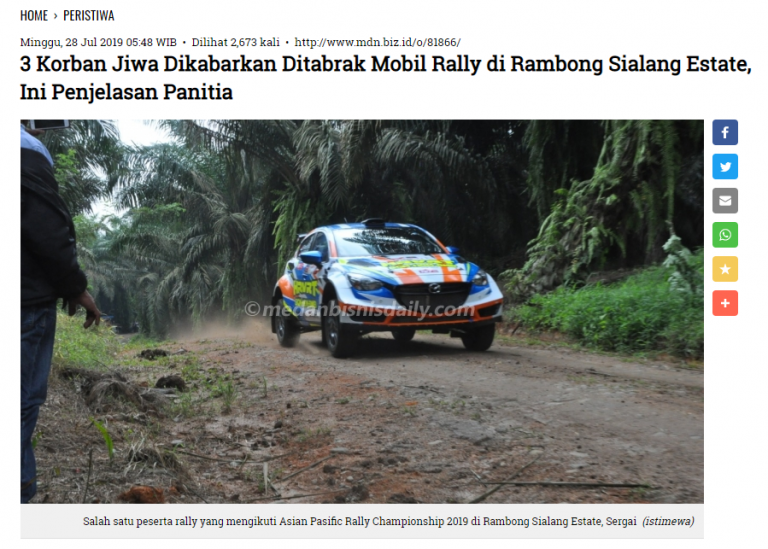 HOME › PERISTIWA
Minggu, 28 Jul 2019 05:48 WIB • Dilihat 2,673 kali • http://www.mdn.biz.id/o/81866/
3 Korban Jiwa Dikabarkan Ditabrak Mobil Rally di Rambong Sialang Estate,
Ini Penjelasan Panitia
©medanbisnisdaily.com
Salah satu peserta rally yang mengikuti Asian Pasific Rally Championship 2019 di Rambong Sialang Estate, Sergai (istimewa)